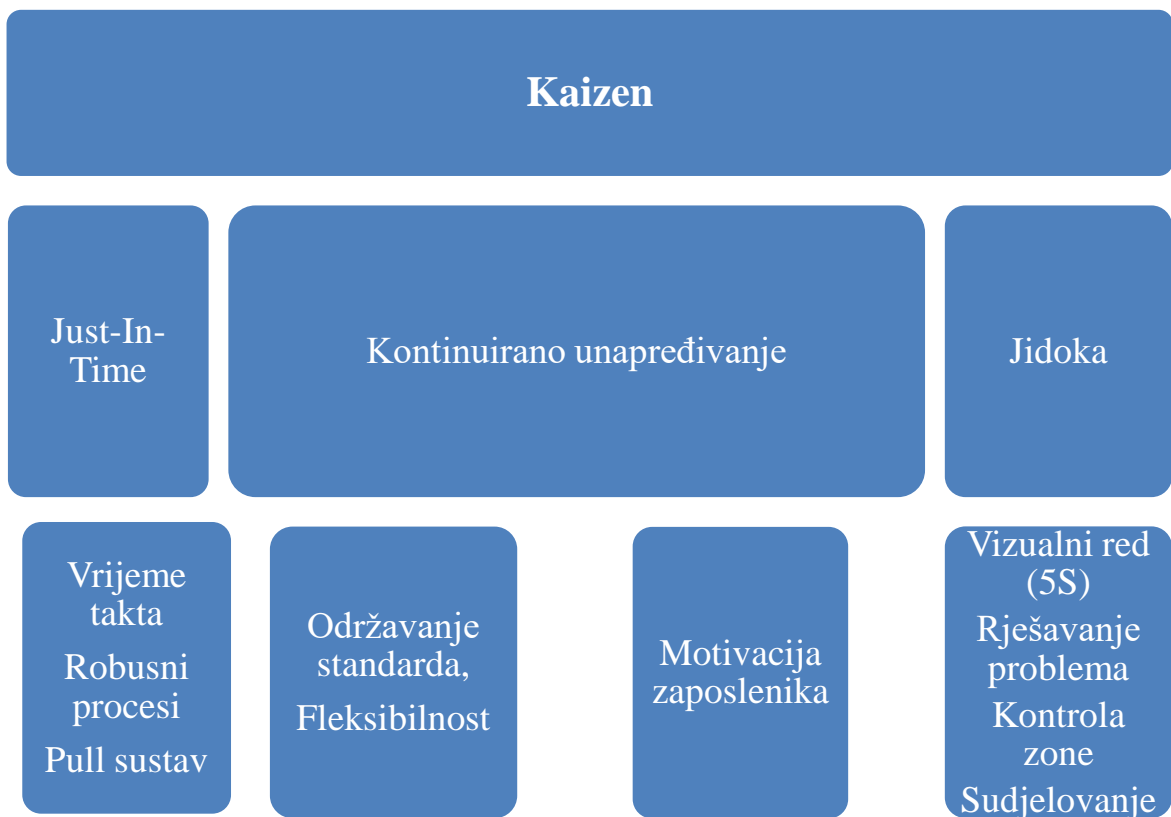 Kaizen
Just-In-
Time
Kontinuirano unapređivanje
Jidoka
Vrijeme
takta
Robusni
procesi
Pull sustav
Održavanje
standarda,
Fleksibilnost
Motivacija
zaposlenika
Vizualni red
(5S)
Rješavanje
problema
Kontrola
zone
Sudjelovanje